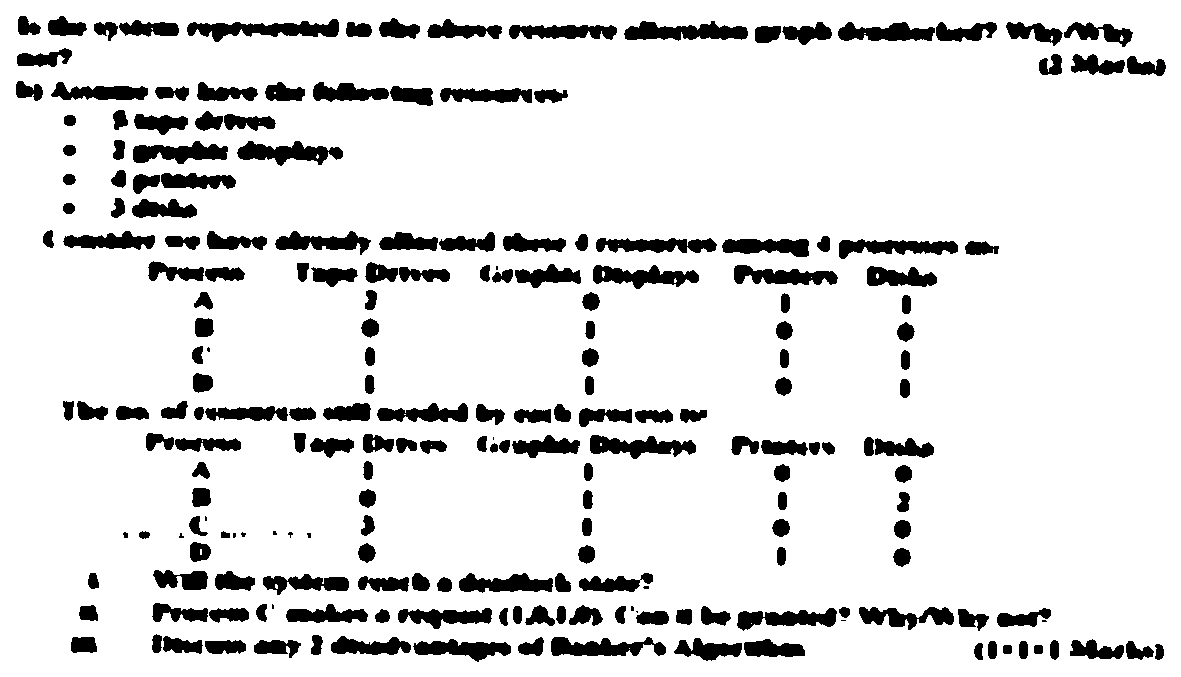 Is the system represented in the above resource allocation graph deadlocked? Why/Why
not? (2 Marks)
b) Assume we have the following resources:
• 5 tape drives
• graphic displays
• 4 printers
• 3 disks
Consider we have already allocated these 4 resources among 4 processes as:
Process Tape Drives Graphic Displays Printers Disks
A 0 1 1
B 0 1 0 0
C 1 0 1 1
D 1 1 0 1
The no. of resources still needed by each process is:
Process Tape Drives Graphic Displays Printers Disks
A 1 1 0 0
B 0 1 1 2
C 1 0 0
D 0 0 1 0
i Will the system reach a deadlock state?
ii Process C makes a request (1,0,1,0). Can it be granted? Why/Why not?
iii Discuss any 2 disadvantages of Banker's Algorithm (1+1+1 Marks)